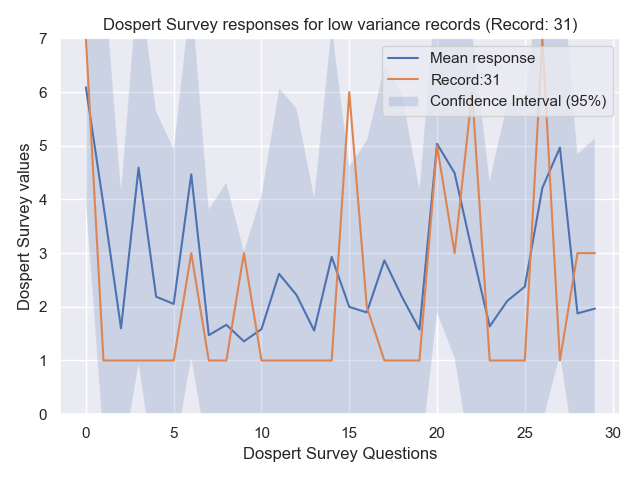 Dospert Survey responses for low variance records (Record: 31)
Mean response
Record:31
Confidence Interval (95%)
Dospert Survey values
7
6
5
4
3
2
1
0
0 5 10 15 20 25 30
Dospert Survey Questions